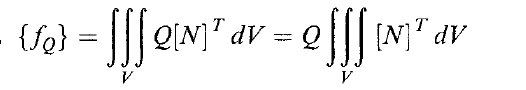 . {f_Q} = ∭_V Q[N]^T dV = Q ∭_V [N]^T dV